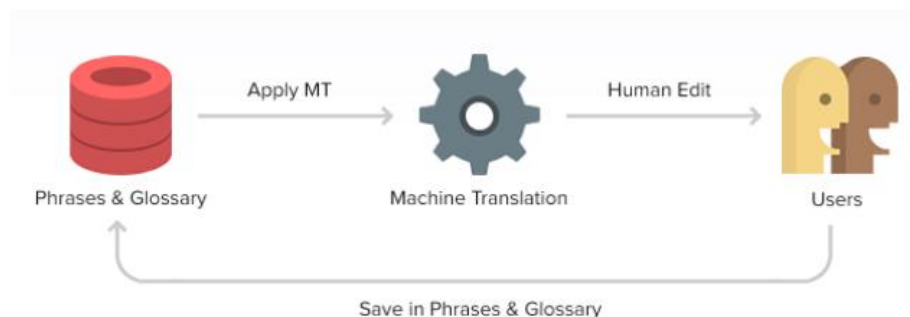 Apply MT
Human Edit
Phrases & Glossary
Machine Translation
Users
Save in Phrases & Glossary